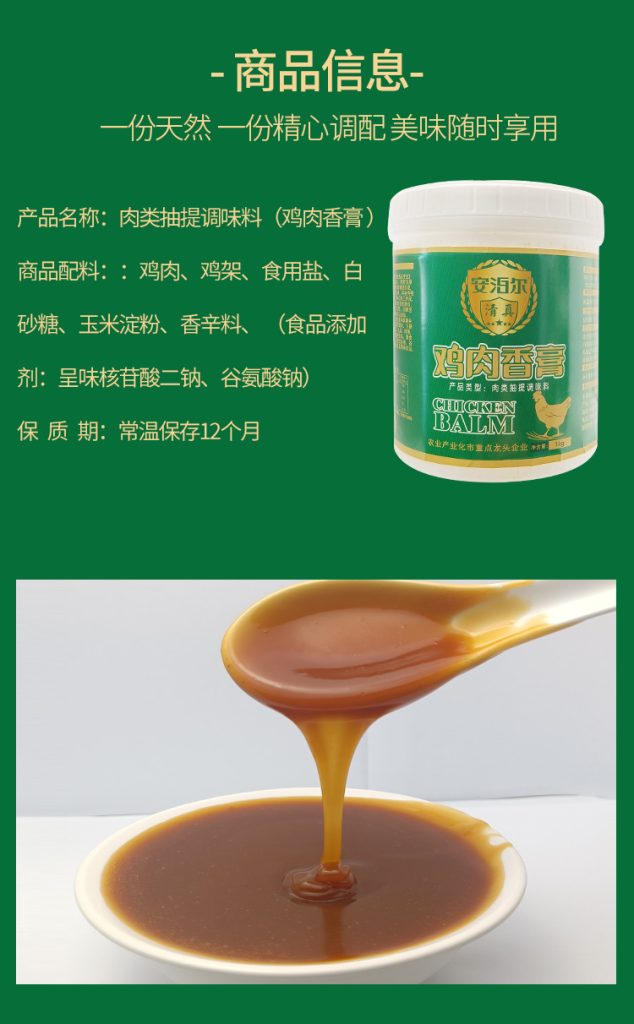 - 商品信息-
一份天然 一份精心调配 美味随时享用
产品名称：肉类抽提调味料（鸡肉香膏 ）
商品配料：：鸡肉、鸡架、食用盐、白
砂糖、玉米淀粉、香辛料、（食品添加
剂：呈味核苷酸二钠、谷氨酸钠）
保 质 期：常温保存12个月
安泊尔
清真
鸡肉香膏
产品类型：肉类抽提调味料
CHICKEN
BALM
农业产业化市重点龙头企业 净含量：1kg